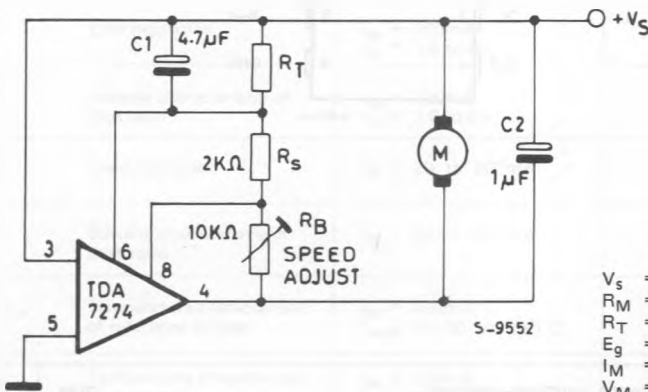 +Vs
C1
4.7µF
RT
C2
M
2KΩ
Rs
1µF
10KΩ
RB
SPEED
ADJUST
3
6
8
TDA
7274
4
5
S-9552
Vs =
RM =
RT =
Eg =
IM =
VM =